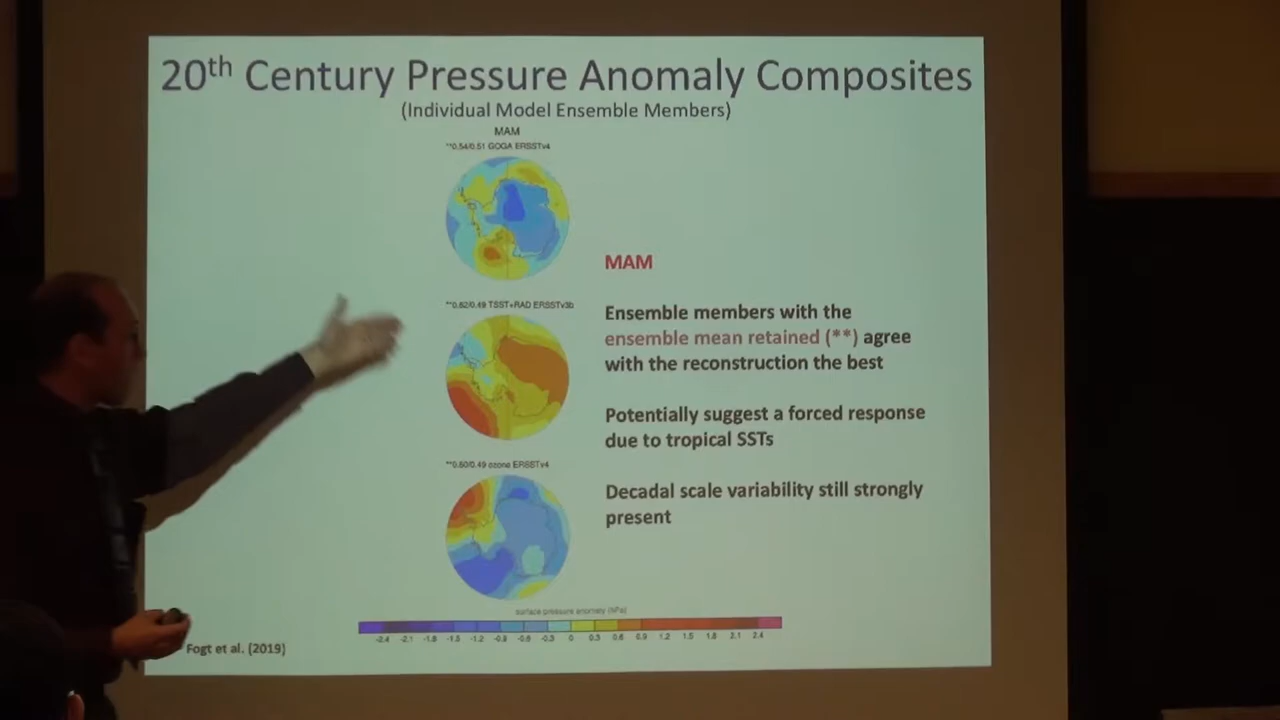 20th Century Pressure Anomaly Composites
(Individual Model Ensemble Members)
MAM
**0.54/0.51 GOGA ERSSTv4
MAM
**0.62/0.49 TSST+RAD ERSSTv3b
Ensemble members with the
ensemble mean retained (**) agree
with the reconstruction the best
Potentially suggest a forced response
due to tropical SSTs
**0.60/0.49 ozone ERSSTv4
Decadal scale variability still strongly
present
surface pressure anomaly (hPa)
-2.4 -2.1 -1.8 -1.5 -1.2 -0.9 -0.6 -0.3 0 0.3 0.6 0.9 1.2 1.5 1.8 2.1 2.4
Fogt et al. (2019)